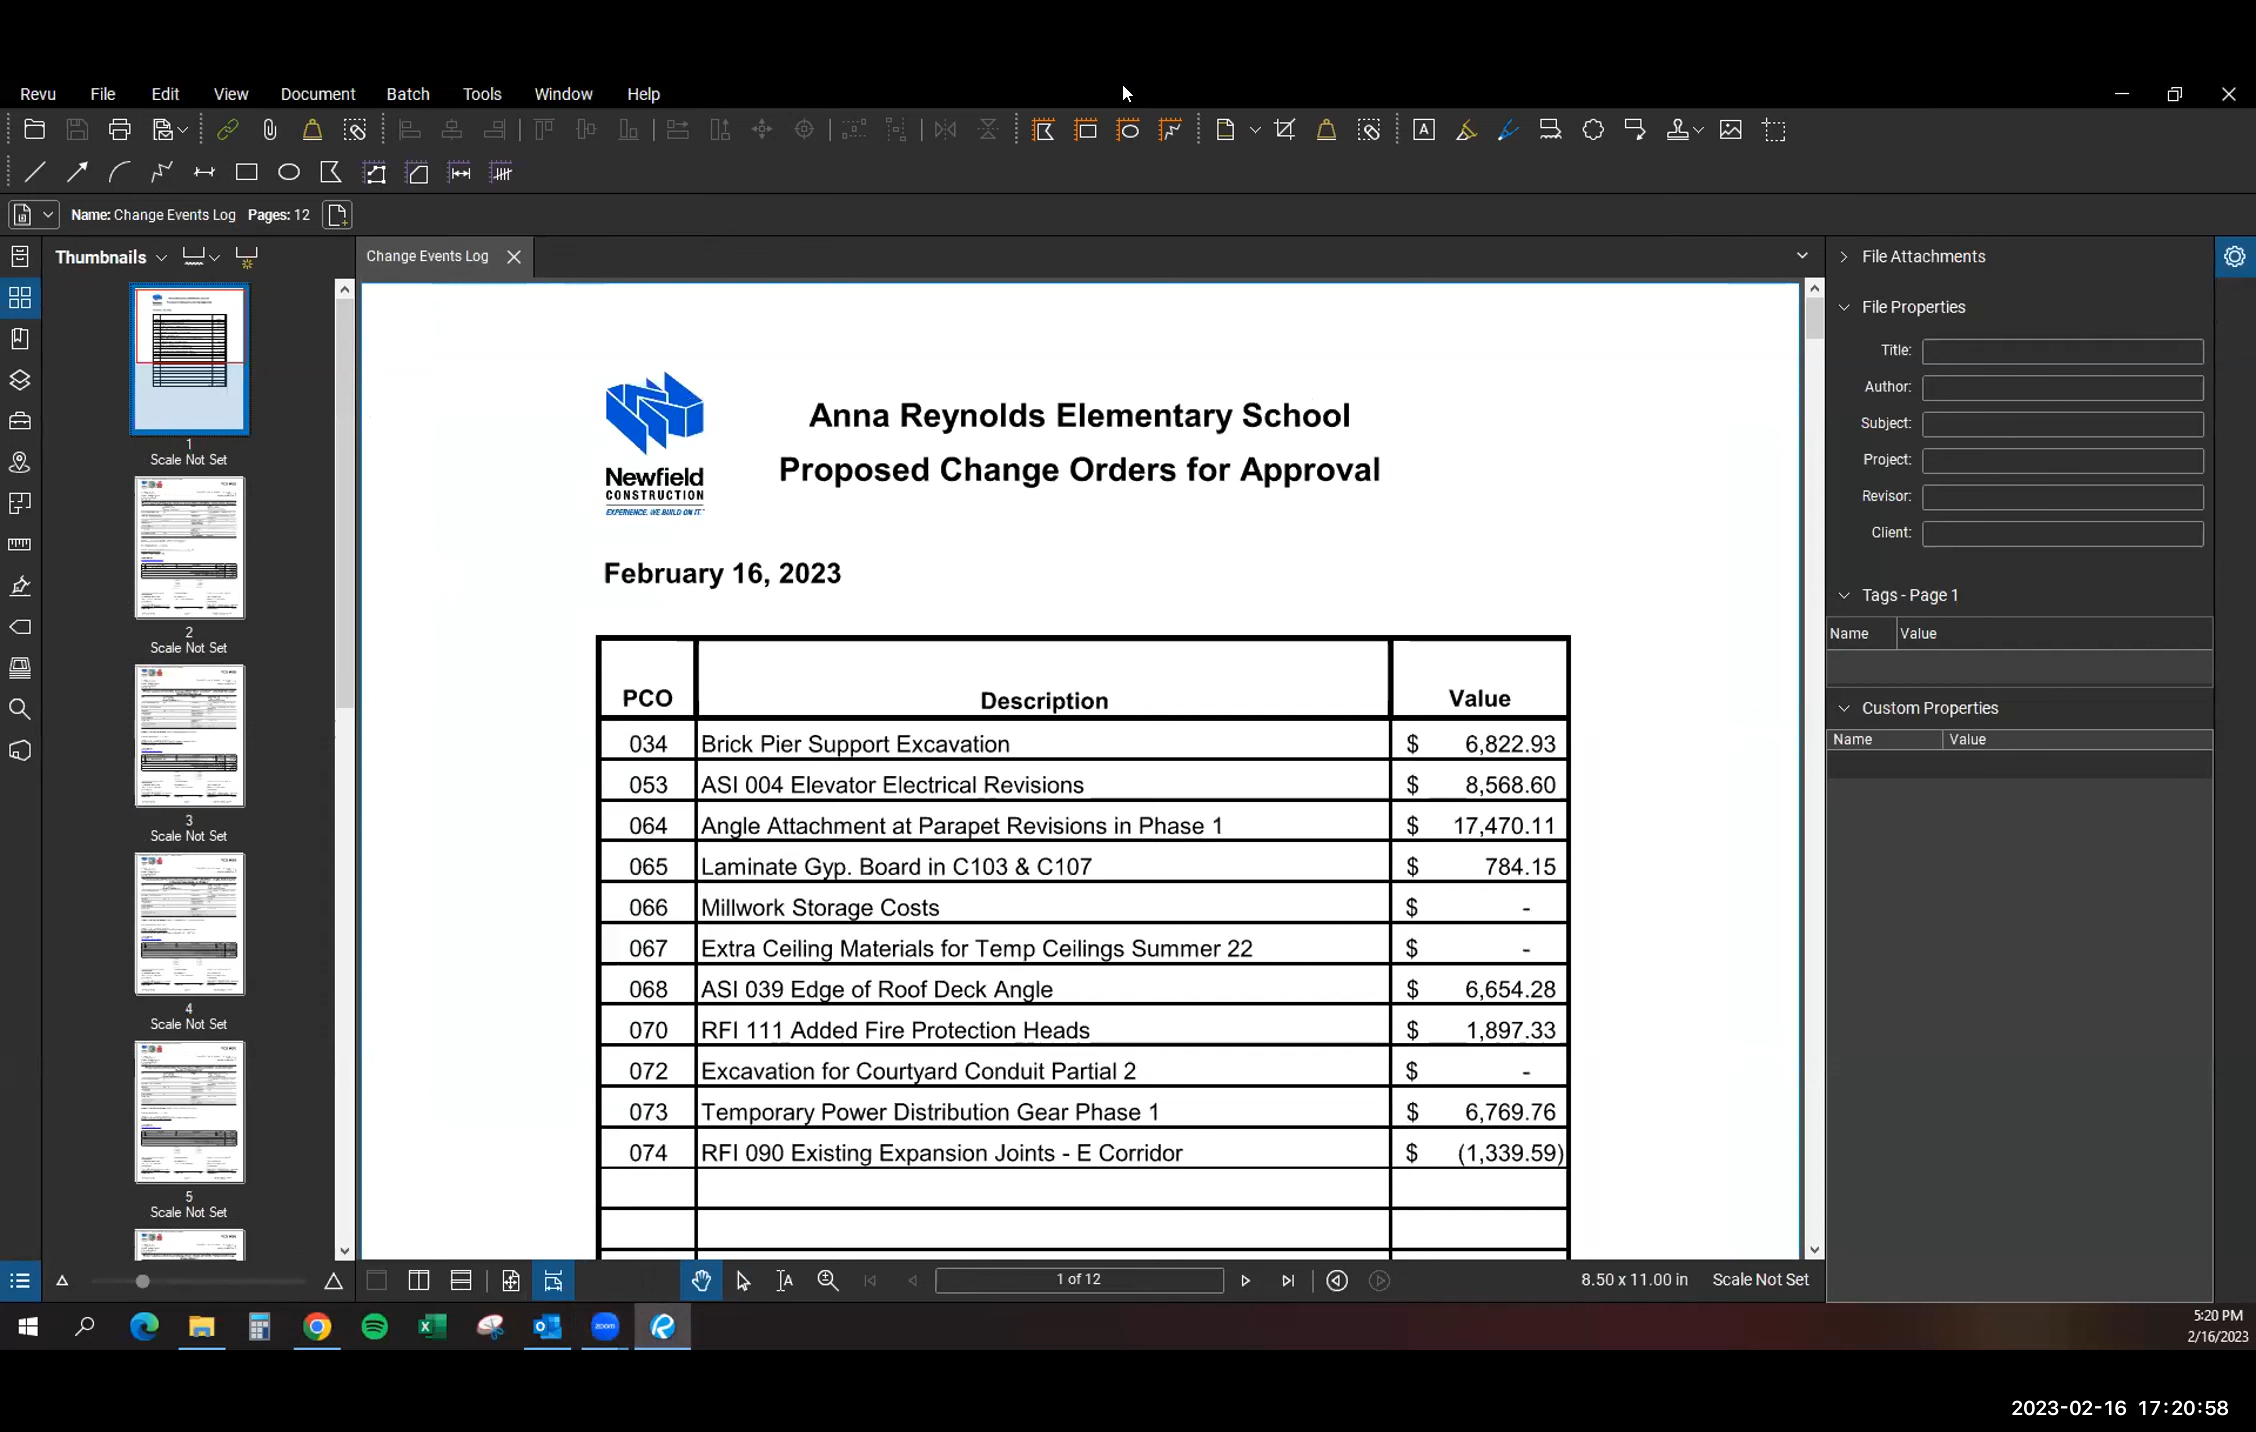 Revu File Edit View Document Batch Tools Window Help
Name: Change Events Log Pages: 12
Thumbnails
Change Events Log
File Attachments
1
Scale Not Set
2
Scale Not Set
3
Scale Not Set
4
Scale Not Set
5
Scale Not Set
Newfield
CONSTRUCTION
EXPERIENCE. WE BUILD ON IT.™
Anna Reynolds Elementary School
Proposed Change Orders for Approval
February 16, 2023
PCO Description Value
034 Brick Pier Support Excavation $ 6,822.93
053 ASI 004 Elevator Electrical Revisions $ 8,568.60
064 Angle Attachment at Parapet Revisions in Phase 1 $ 17,470.11
065 Laminate Gyp. Board in C103 & C107 $ 784.15
066 Millwork Storage Costs $ -
067 Extra Ceiling Materials for Temp Ceilings Summer 22 $ -
068 ASI 039 Edge of Roof Deck Angle $ 6,654.28
070 RFI 111 Added Fire Protection Heads $ 1,897.33
072 Excavation for Courtyard Conduit Partial 2 $ -
073 Temporary Power Distribution Gear Phase 1 $ 6,769.76
074 RFI 090 Existing Expansion Joints - E Corridor $ (1,339.59)
File Properties
Title:
Author:
Subject:
Project:
Revisor:
Client:
Tags - Page 1
Name Value
Custom Properties
Name Value
1 of 12
8.50 x 11.00 in Scale Not Set
zoom
5:20 PM
2/16/2023
2023-02-16 17:20:58